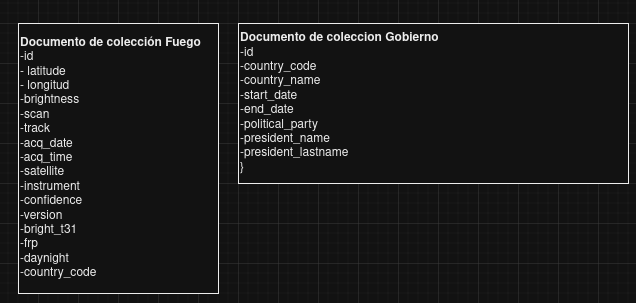 Documento de colección Fuego
-id
- latitude
- longitud
-brightness
-scan
-track
-acq_date
-acq_time
-satellite
-instrument
-confidence
-version
-bright_t31
-frp
-daynight
-country_code
Documento de coleccion Gobierno
-id
-country_code
-country_name
-start_date
-end_date
-political_party
-president_name
-president_lastname
}